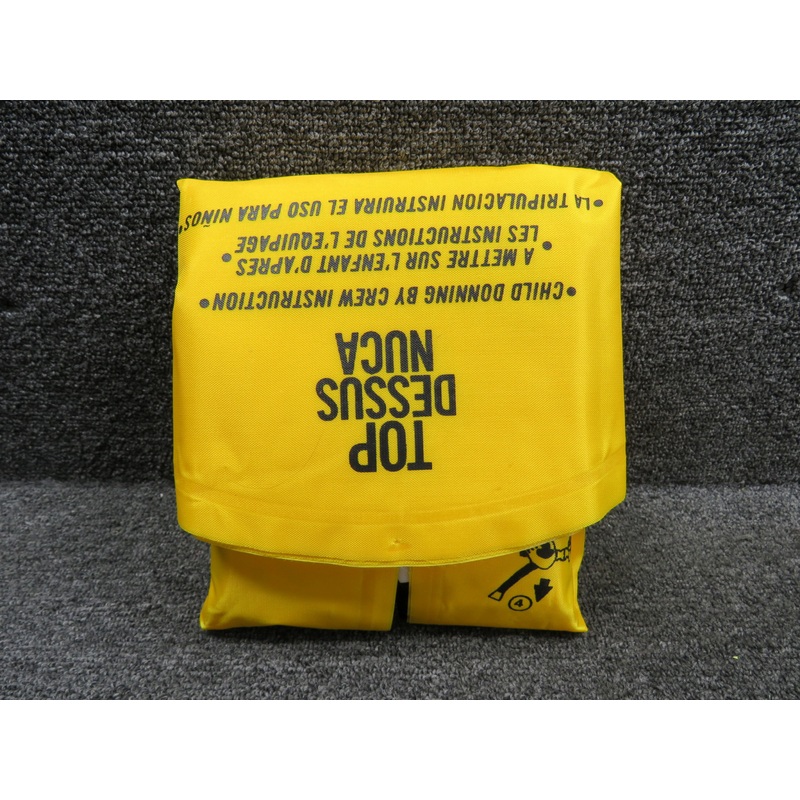 TOP
DESSUS
NUCA
•CHILD DONNING BY CREW INSTRUCTION•
•A METTRE SUR L'ENFANT D'APRES
LES INSTRUCTIONS DE L'EQUIPAGE•
•LA TRIPULACION INSTRUIRA EL USO PARA NIÑOS•
4